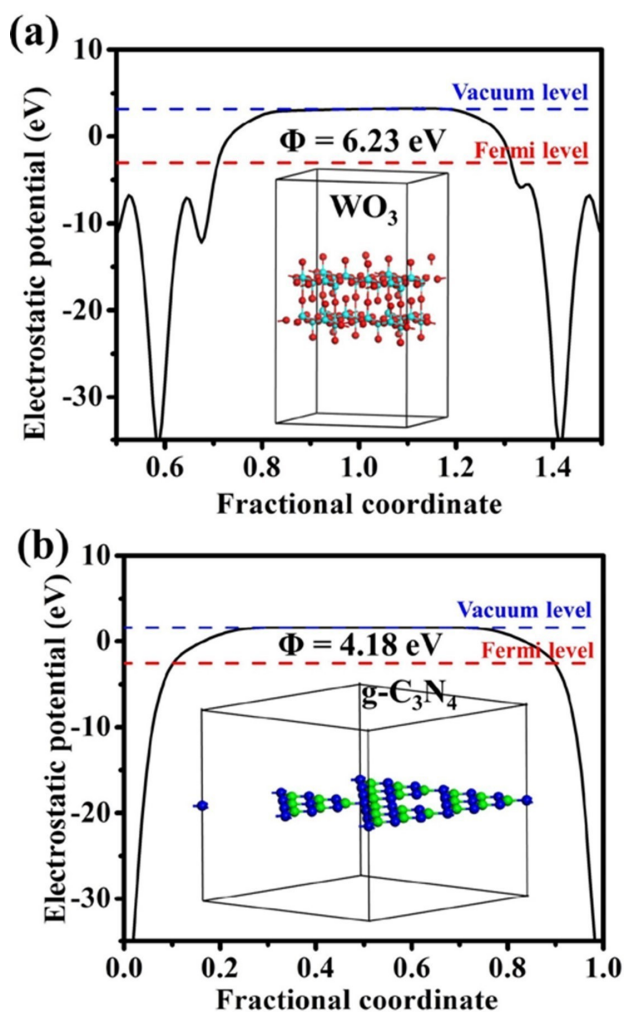 (a)
10
Vacuum level
0
Φ = 6.23 eV
Fermi level
WO3
-10
-20
-30
Electrostatic potential (eV)
0.6 0.8 1.0 1.2 1.4
Fractional coordinate
(b)
10
Vacuum level
0
Φ = 4.18 eV
Fermi level
g-C3N4
-10
-20
-30
Electrostatic potential (eV)
0.0 0.2 0.4 0.6 0.8 1.0
Fractional coordinate